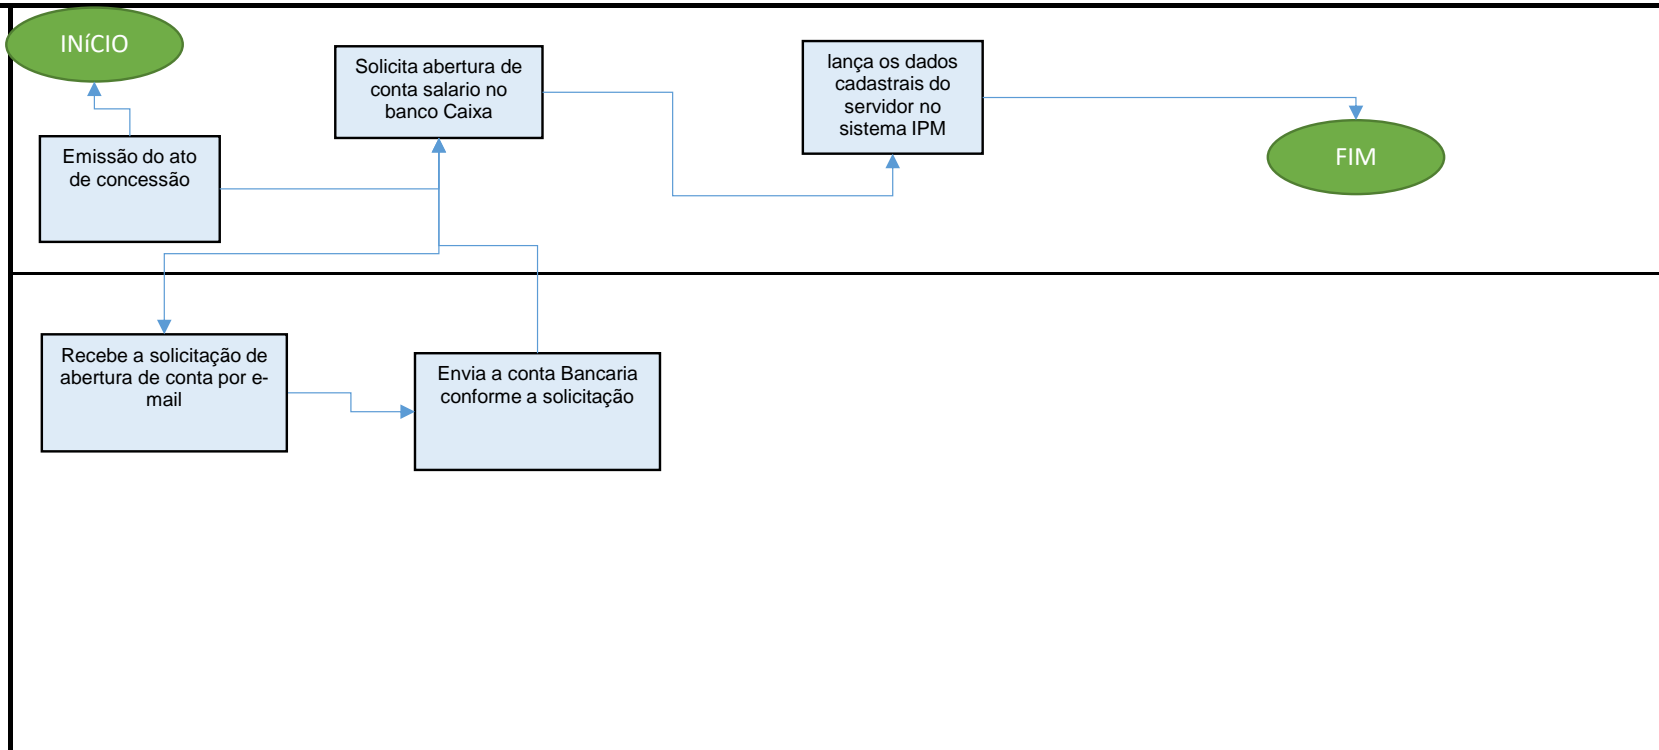 INíCIO
Emissão do ato
de concessão
Solicita abertura de
conta salario no
banco Caixa
lança os dados
cadastrais do
servidor no
sistema IPM
FIM
Recebe a solicitação de
abertura de conta por e-
mail
Envia a conta Bancaria
conforme a solicitação